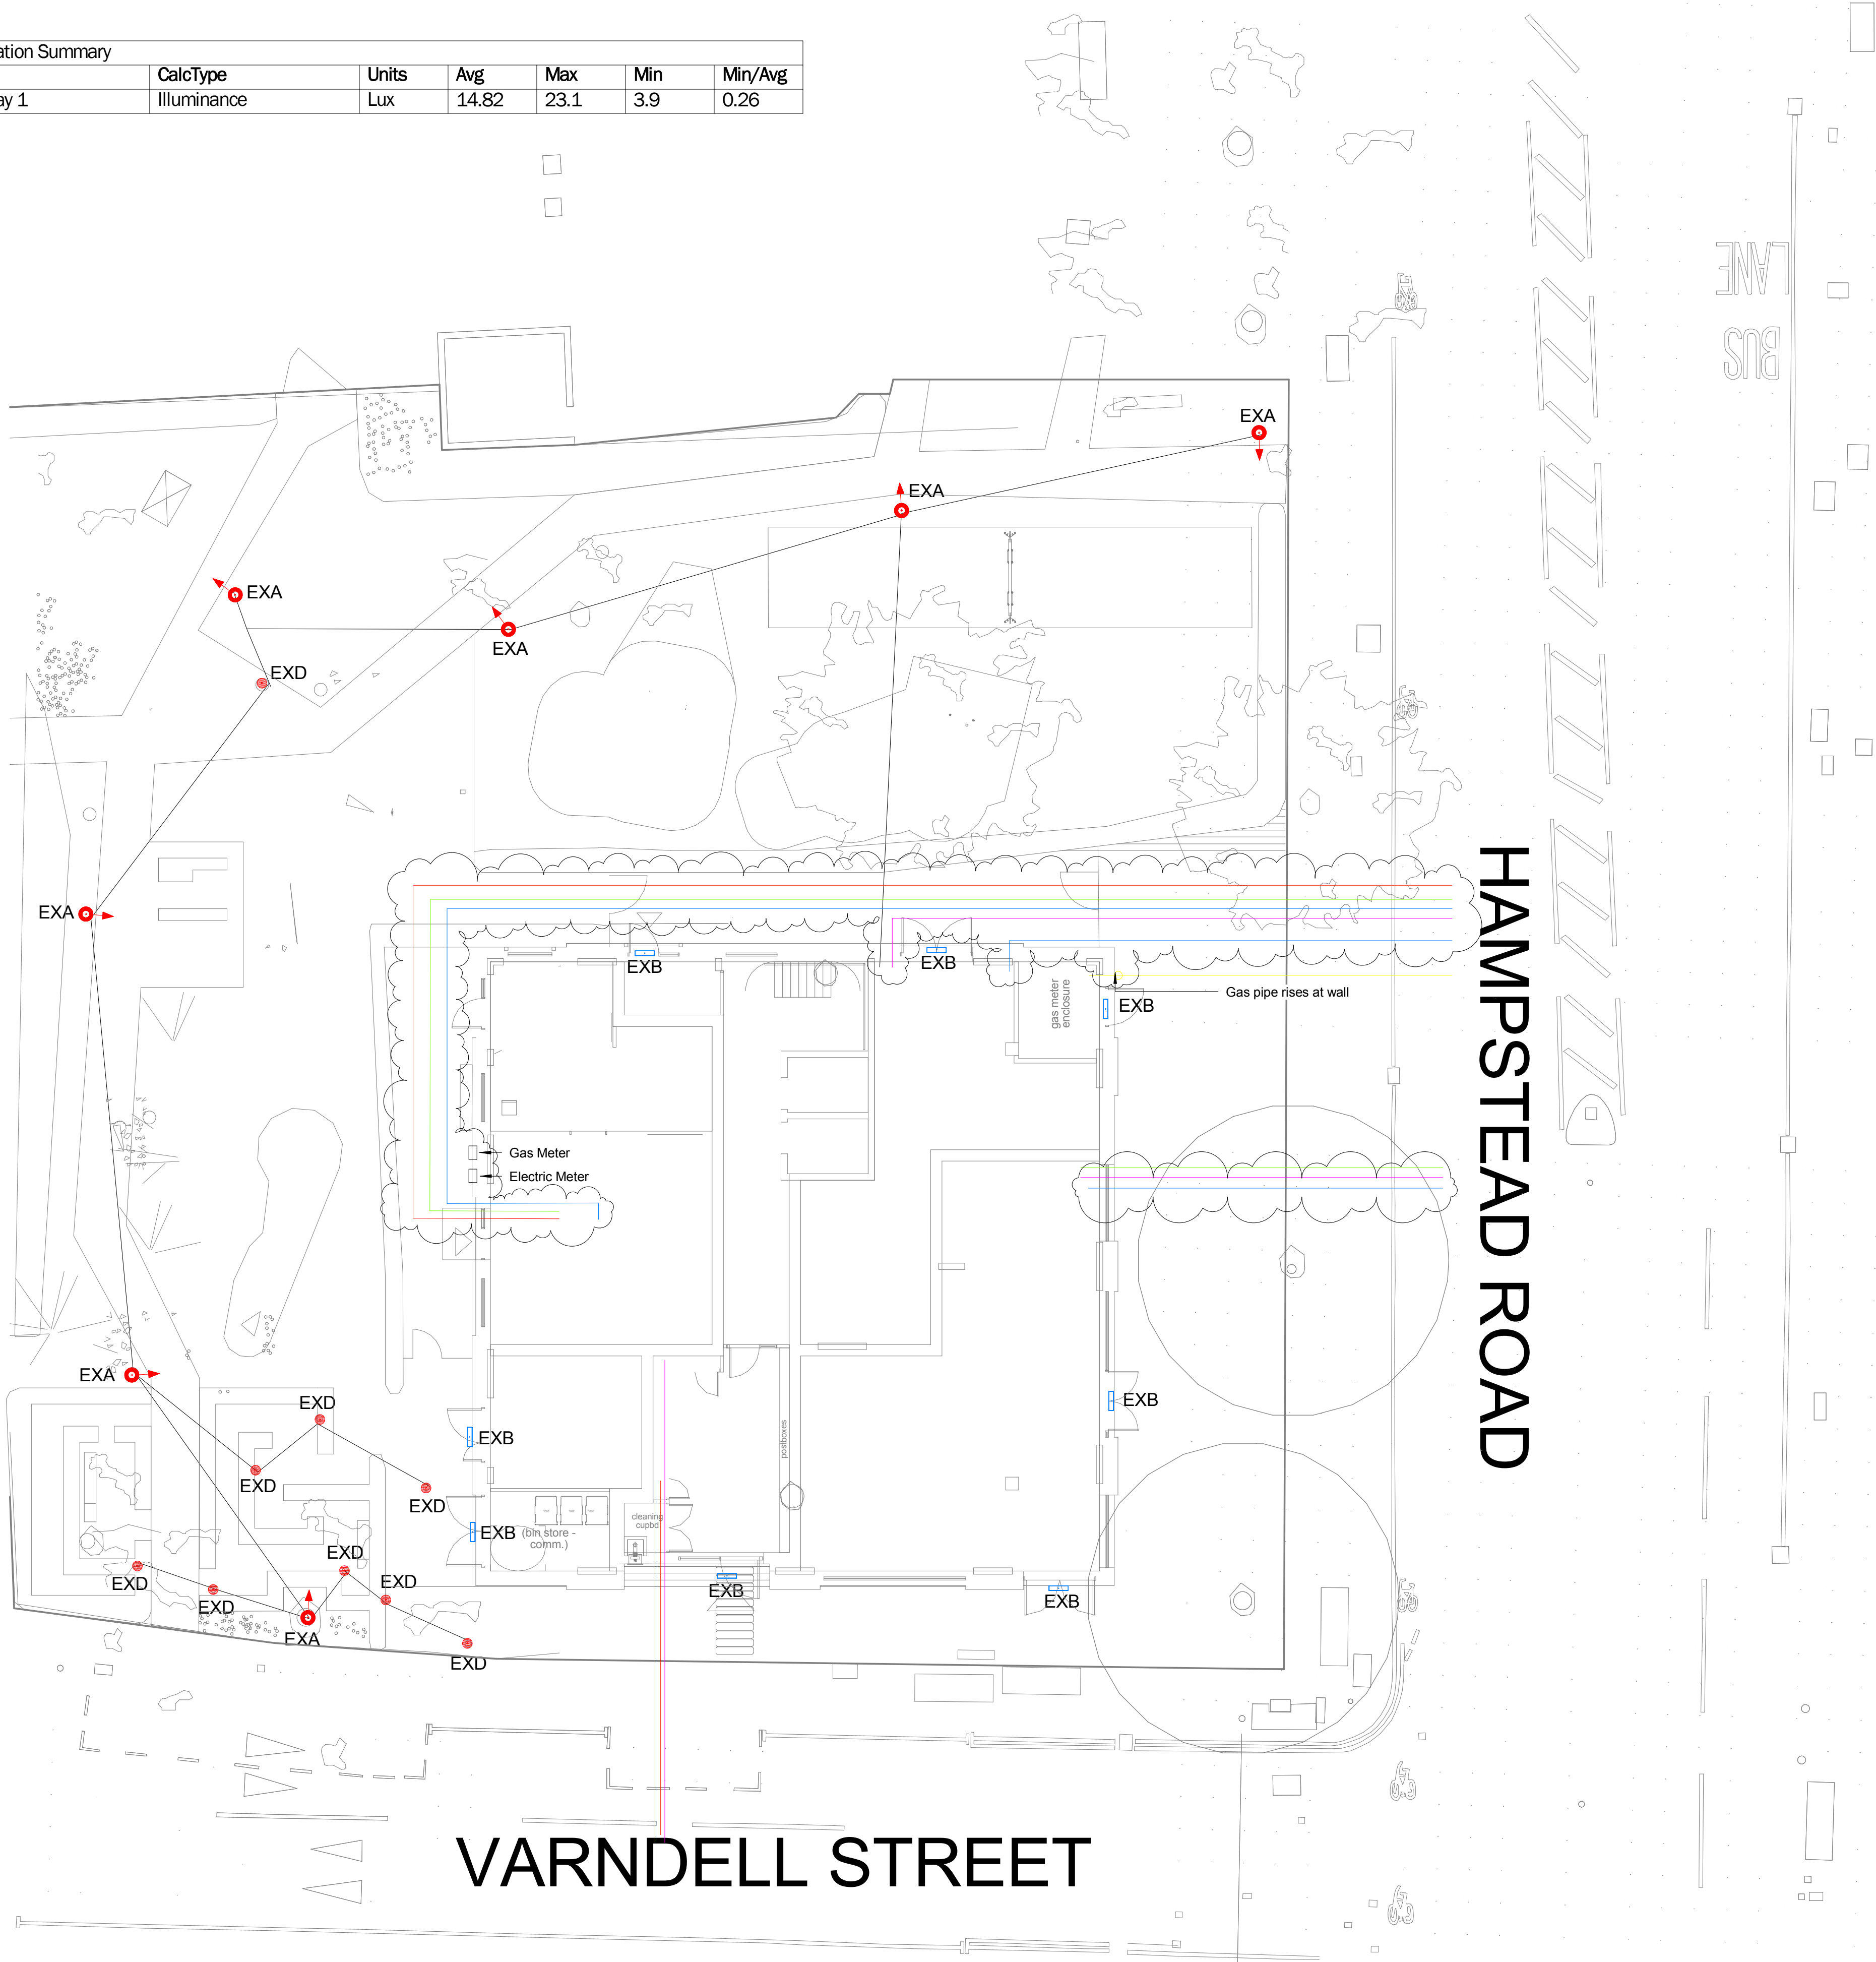 ation Summary
CalcType Units Avg Max Min Min/Avg
ay 1 Illuminance Lux 14.82 23.1 3.9 0.26
LANE
BUS
EXA
EXA
EXA
EXA
EXD
EXA
EXB
EXB
EXB
gas meter
enclosure
Gas pipe rises at wall
HAMPSTEAD ROAD
Gas Meter
Electric Meter
EXA
EXD
EXB
EXB
postboxes
EXD
EXD
EXB
(bin store -
comm.)
cleaning
cupbd
EXD
EXD
EXD
EXD
EXB
EXB
EXA
EXD
VARNDELL STREET